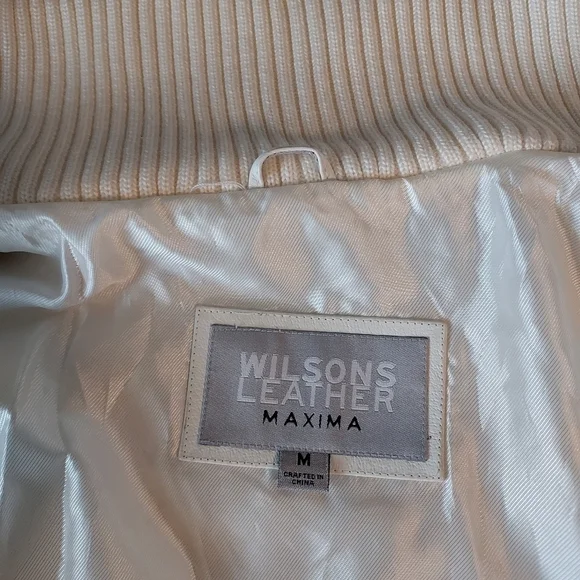 WILSONS
LEATHER
MAXIMA
M
CRAFTED IN
CHINA